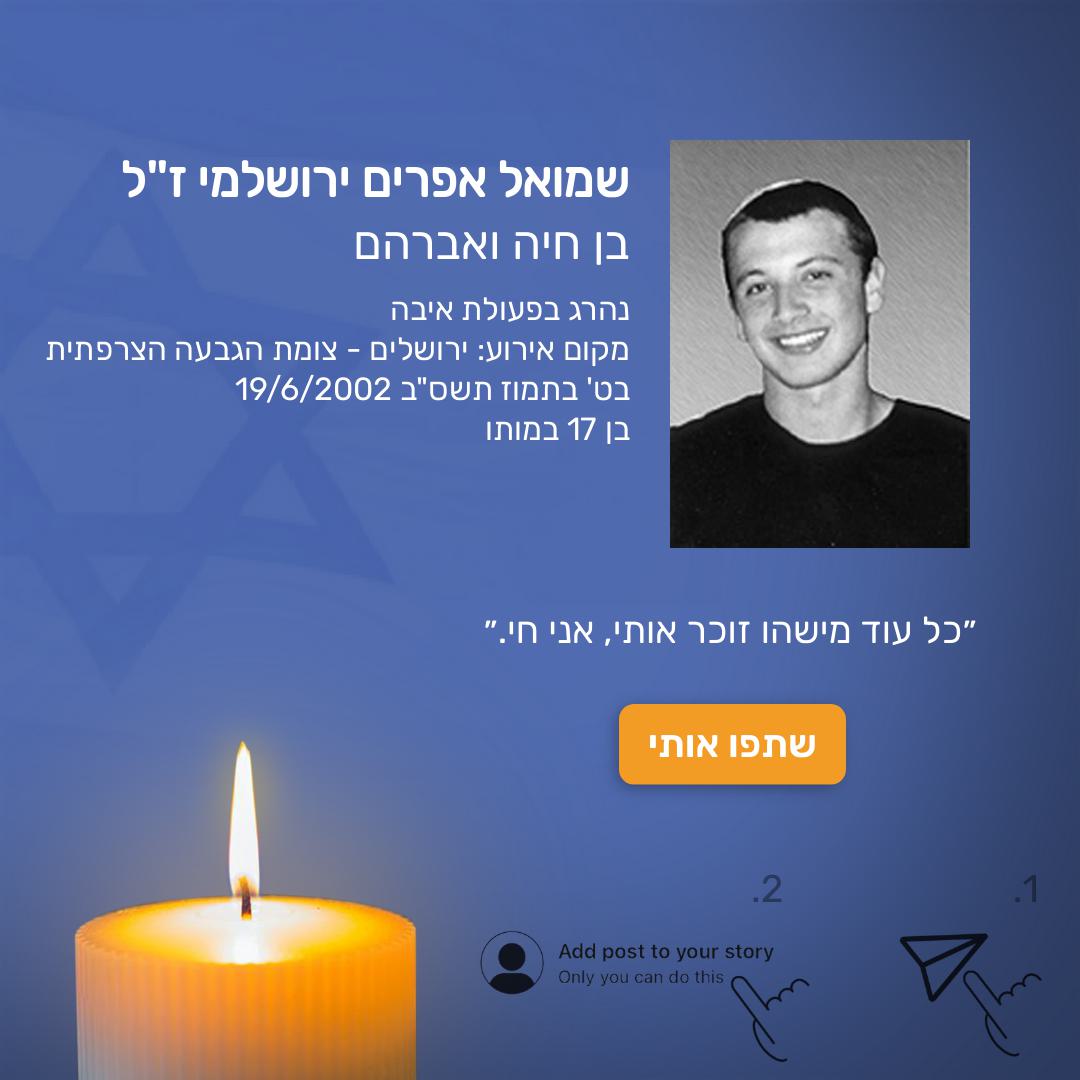 שמואל אפרים ירושלמי ז"ל
בן חיה ואברהם
נהרג בפעולת איבה
מקום אירוע: ירושלים - צומת הגבעה הצרפתית
בט' בתמוז תשס"ב 19/6/2002
בן 17 במותו
״כל עוד מישהו זוכר אותי, אני חי.״
שתפו אותי
1.
2.
Add post to your story
Only you can do this